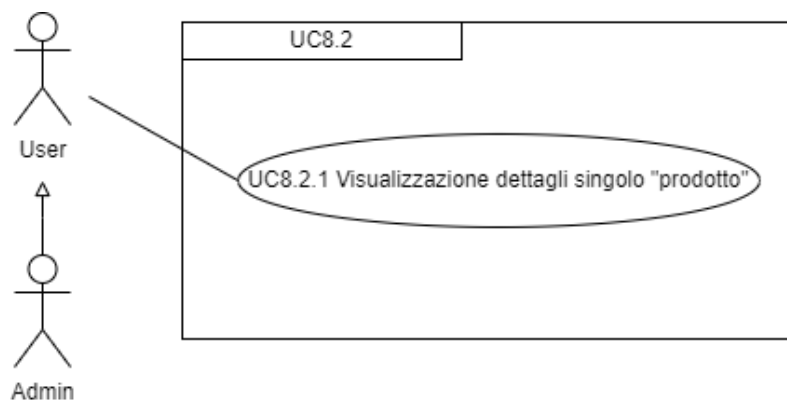 UC8.2
User
UC8.2.1 Visualizzazione dettagli singolo "prodotto"
Admin